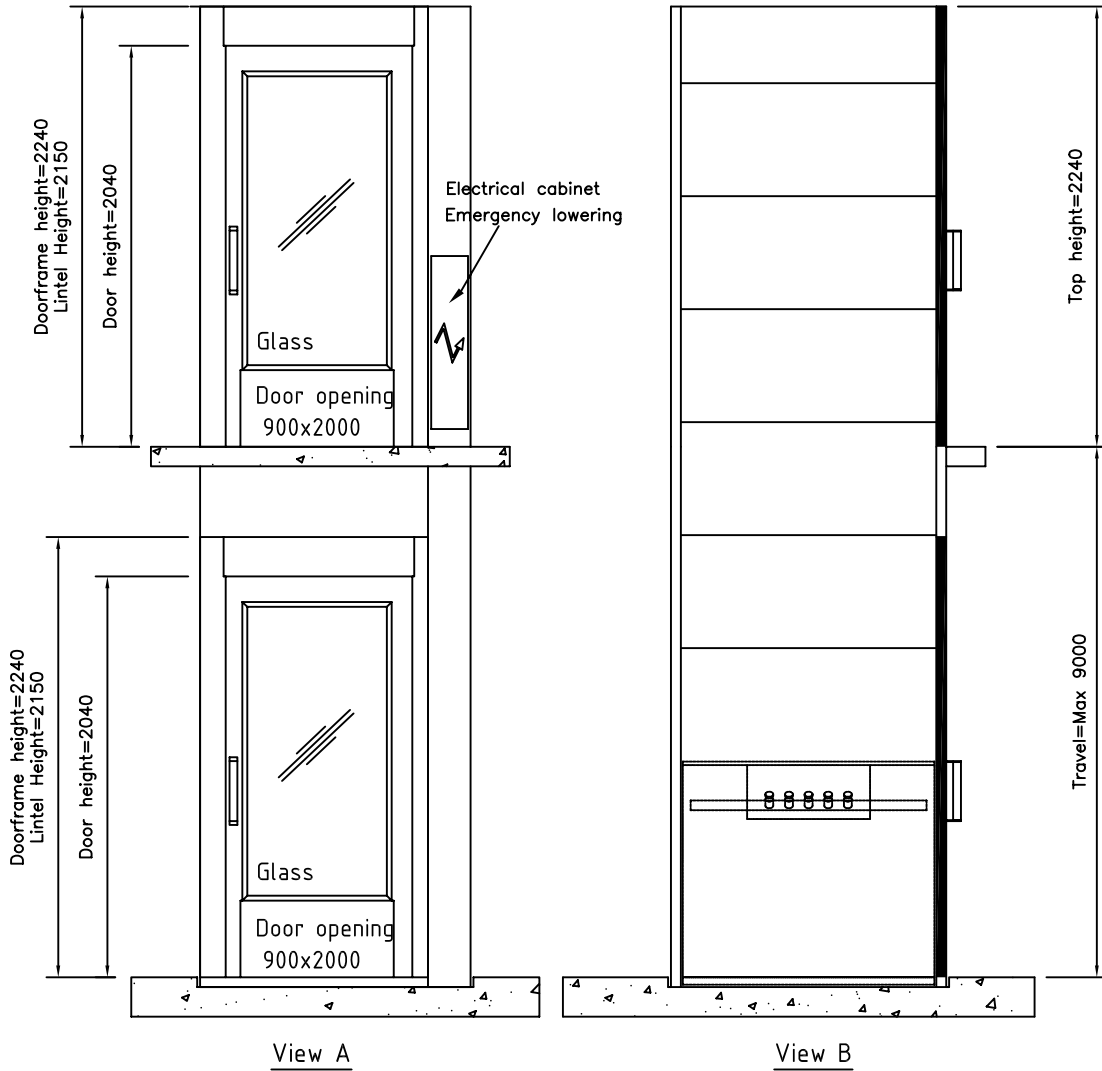 Doorframe height=2240
Lintel Height=2150
Door height=2040
Electrical cabinet
Emergency lowering
Glass
Door opening
900x2000
Top height=2240
Doorframe height=2240
Lintel Height=2150
Door height=2040
Glass
Door opening
900x2000
Travel=Max 9000
View A
View B